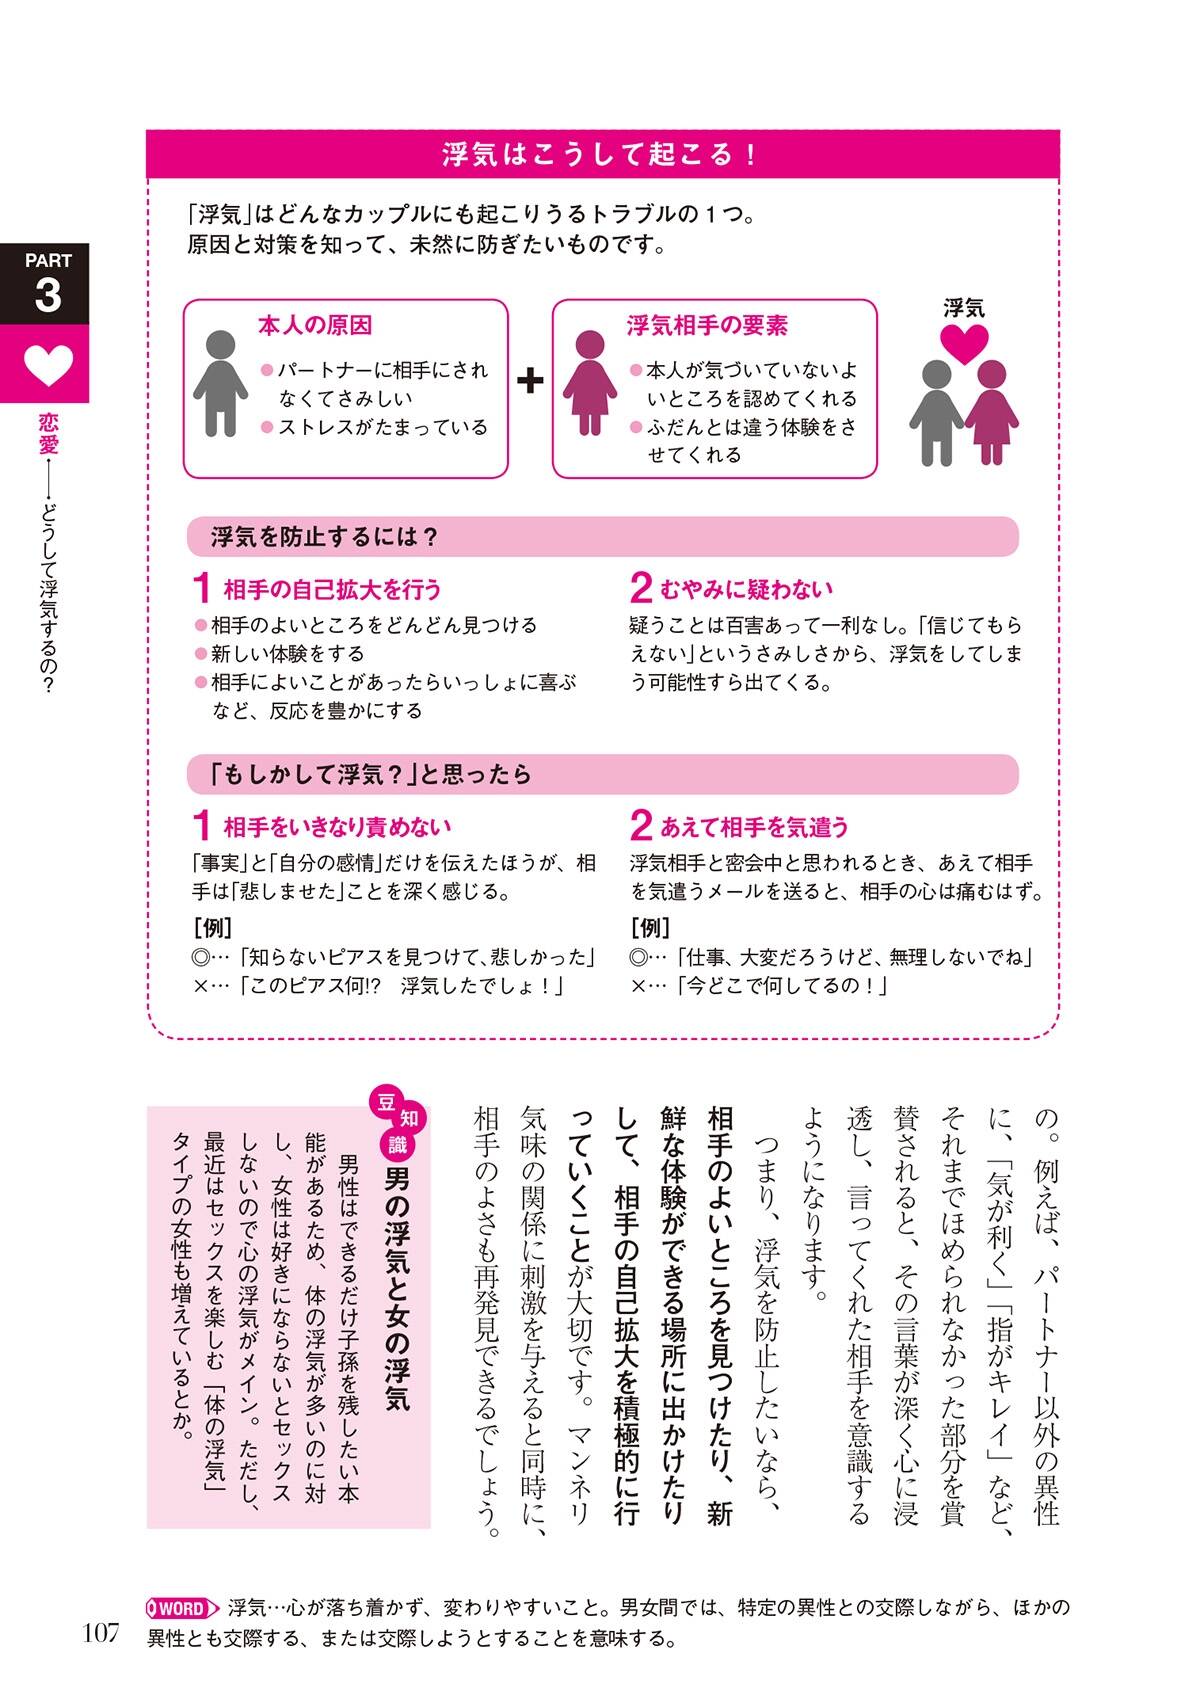 浮気はこうして起こる！
「浮気」はどんなカップルにも起こりうるトラブルの１つ。
原因と対策を知って、未然に防ぎたいものです。
PART
3
恋愛――どうして浮気するの？
本人の原因
●パートナーに相手にされ
なくてさみしい
●ストレスがたまっている
+
浮気相手の要素
●本人が気づいていないよ
いところを認めてくれる
●ふだんとは違う体験をさ
せてくれる
浮気
浮気を防止するには？
1 相手の自己拡大を行う
●相手のよいところをどんどん見つける
●新しい体験をする
●相手によいことがあったらいっしょに喜ぶ
など、反応を豊かにする
2 むやみに疑わない
疑うことは百害あって一利なし。「信じてもら
えない」というさみしさから、浮気をしてしま
う可能性すら出てくる。
「もしかして浮気？」と思ったら
1 相手をいきなり責めない
「事実」と「自分の感情」だけを伝えたほうが、相
手は「悲しませた」ことを深く感じる。
［例］
◎…「知らないピアスを見つけて、悲しかった」
×…「このピアス何!?　浮気したでしょ！」
2 あえて相手を気遣う
浮気相手と密会中と思われるとき、あえて相手
を気遣うメールを送ると、相手の心は痛むはず。
［例］
◎…「仕事、大変だろうけど、無理しないでね」
×…「今どこで何してるの！」
の。例えば、パートナー以外の異性
に、「気が利く」「指がキレイ」など、
それまでほめられなかった部分を賞
賛されると、その言葉が深く心に浸
透し、言ってくれた相手を意識する
ようになります。
つまり、浮気を防止したいなら、
相手のよいところを見つけたり、新
鮮な体験ができる場所に出かけたり
して、相手の自己拡大を積極的に行
っていくことが大切です。マンネリ
気味の関係に刺激を与えると同時に、
相手のよさも再発見できるでしょう。
豆知識
男の浮気と女の浮気
男性はできるだけ子孫を残したい本
能があるため、体の浮気が多いのに対
し、女性は好きにならないとセックス
しないので心の浮気がメイン。ただし、
最近はセックスを楽しむ「体の浮気」
タイプの女性も増えているとか。
WORD 浮気…心が落ち着かず、変わりやすいこと。男女間では、特定の異性との交際しながら、ほかの
異性とも交際する、または交際しようとすることを意味する。
107